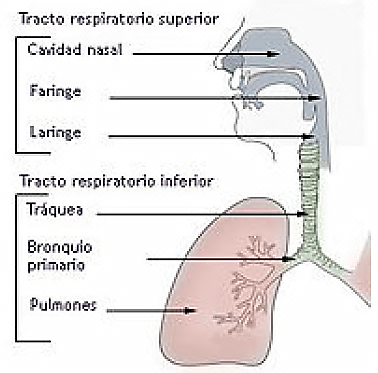 Tracto respiratorio superior
Cavidad nasal
Faringe
Laringe
Tracto respiratorio inferior
Tráquea
Bronquio
primario
Pulmones